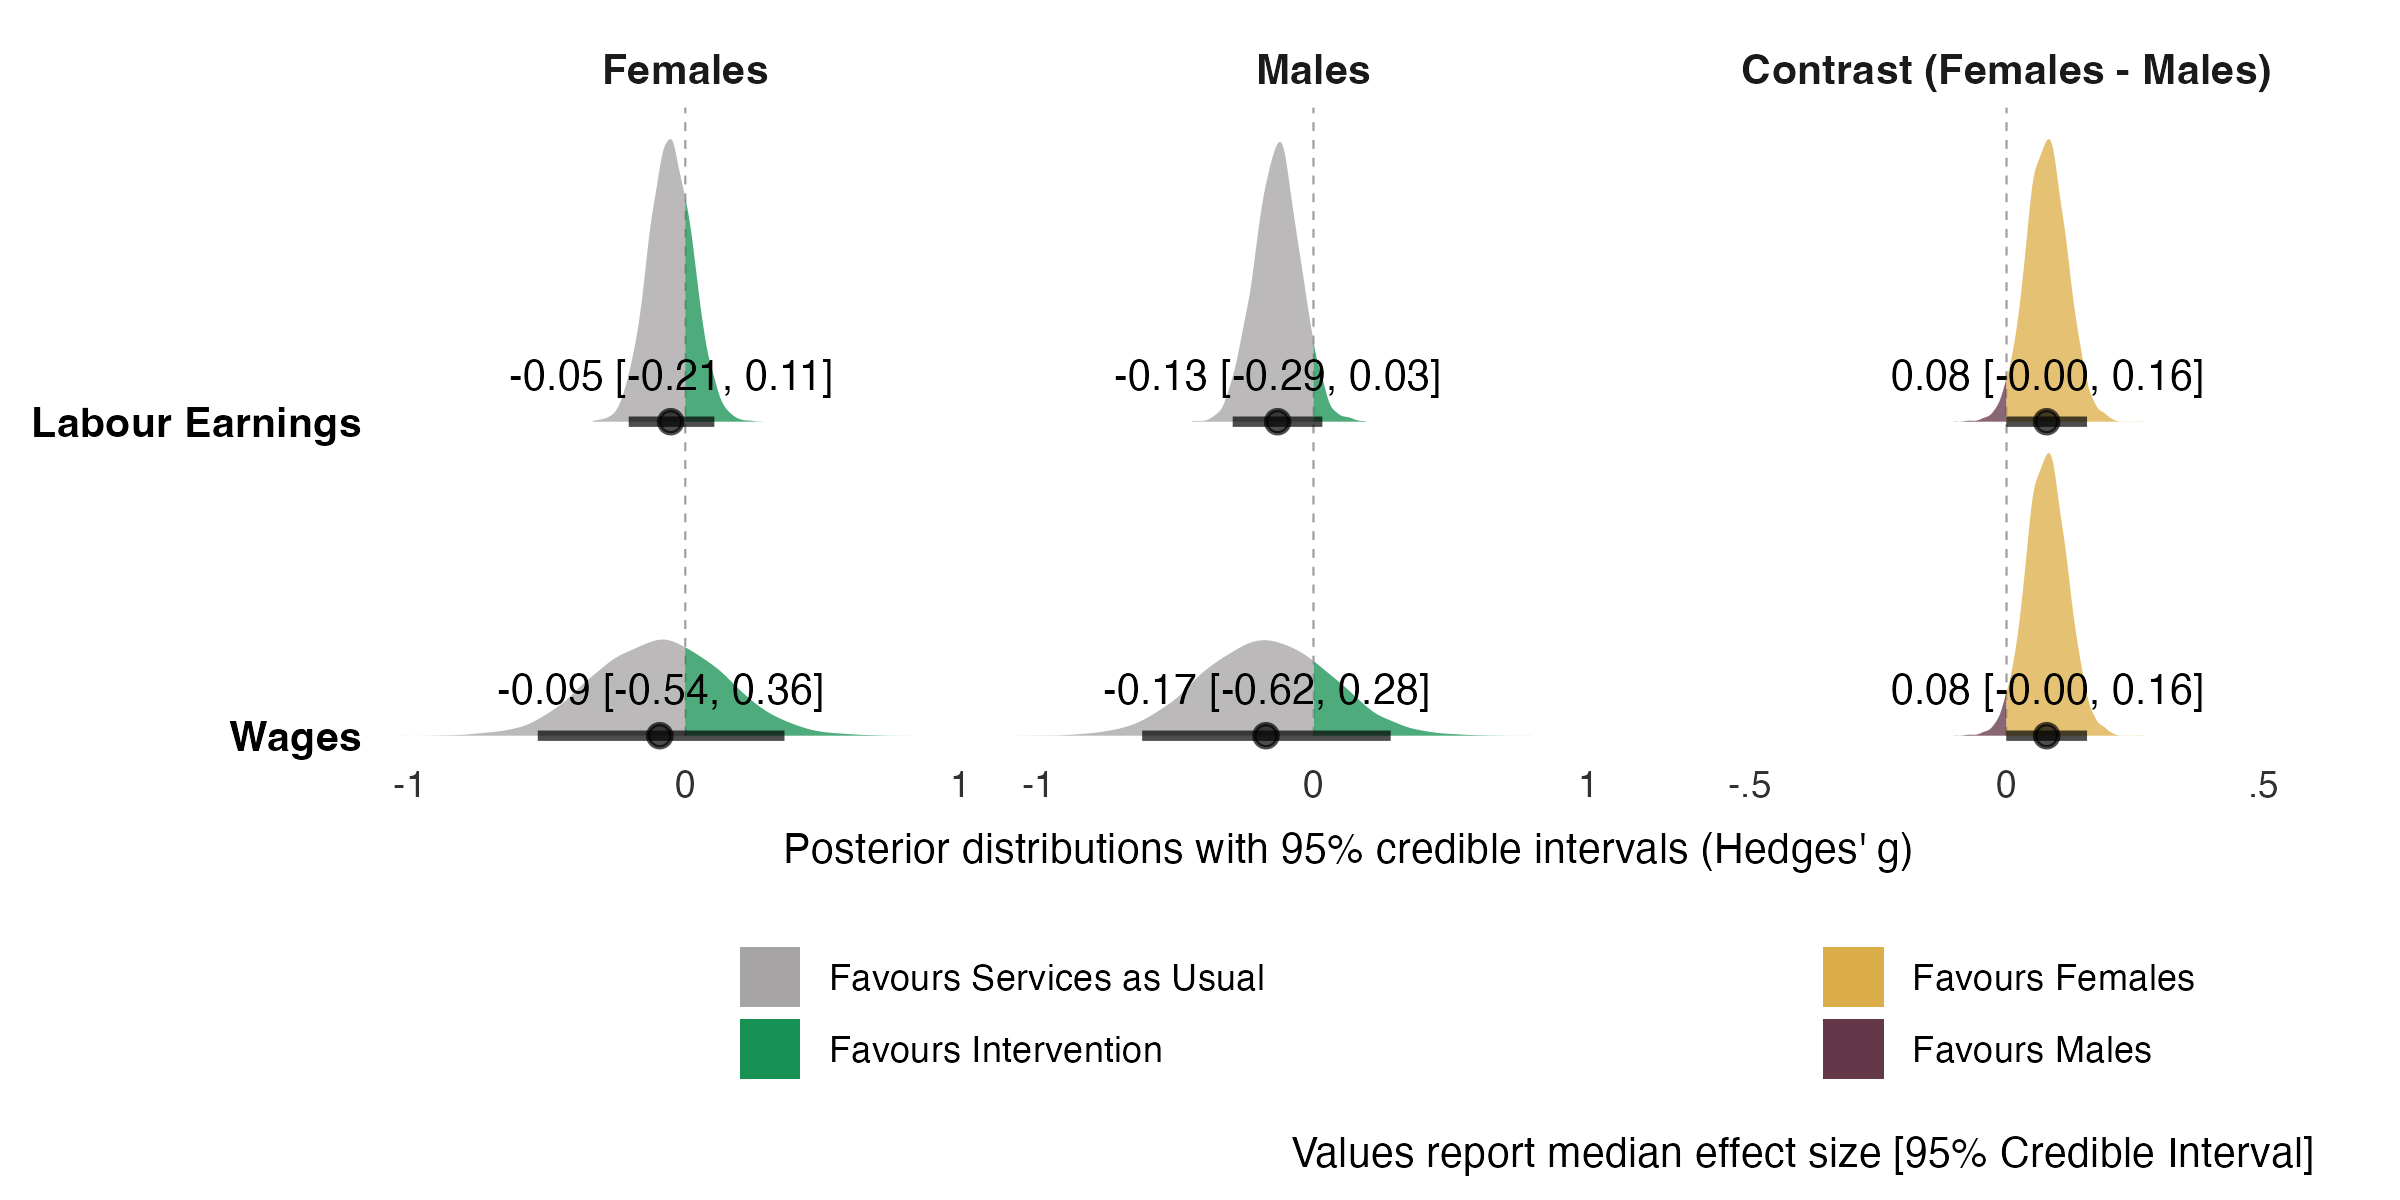 Females
Males
Contrast (Females - Males)
-0.05 [-0.21, 0.11]
-0.13 [-0.29, 0.03]
0.08 [-0.00, 0.16]
Labour Earnings
-0.09 [-0.54, 0.36]
-0.17 [-0.62, 0.28]
0.08 [-0.00, 0.16]
Wages
-1 0 1 -1 0 1 -.5 0 .5
Posterior distributions with 95% credible intervals (Hedges' g)
Favours Services as Usual
Favours Intervention
Favours Females
Favours Males
Values report median effect size [95% Credible Interval]